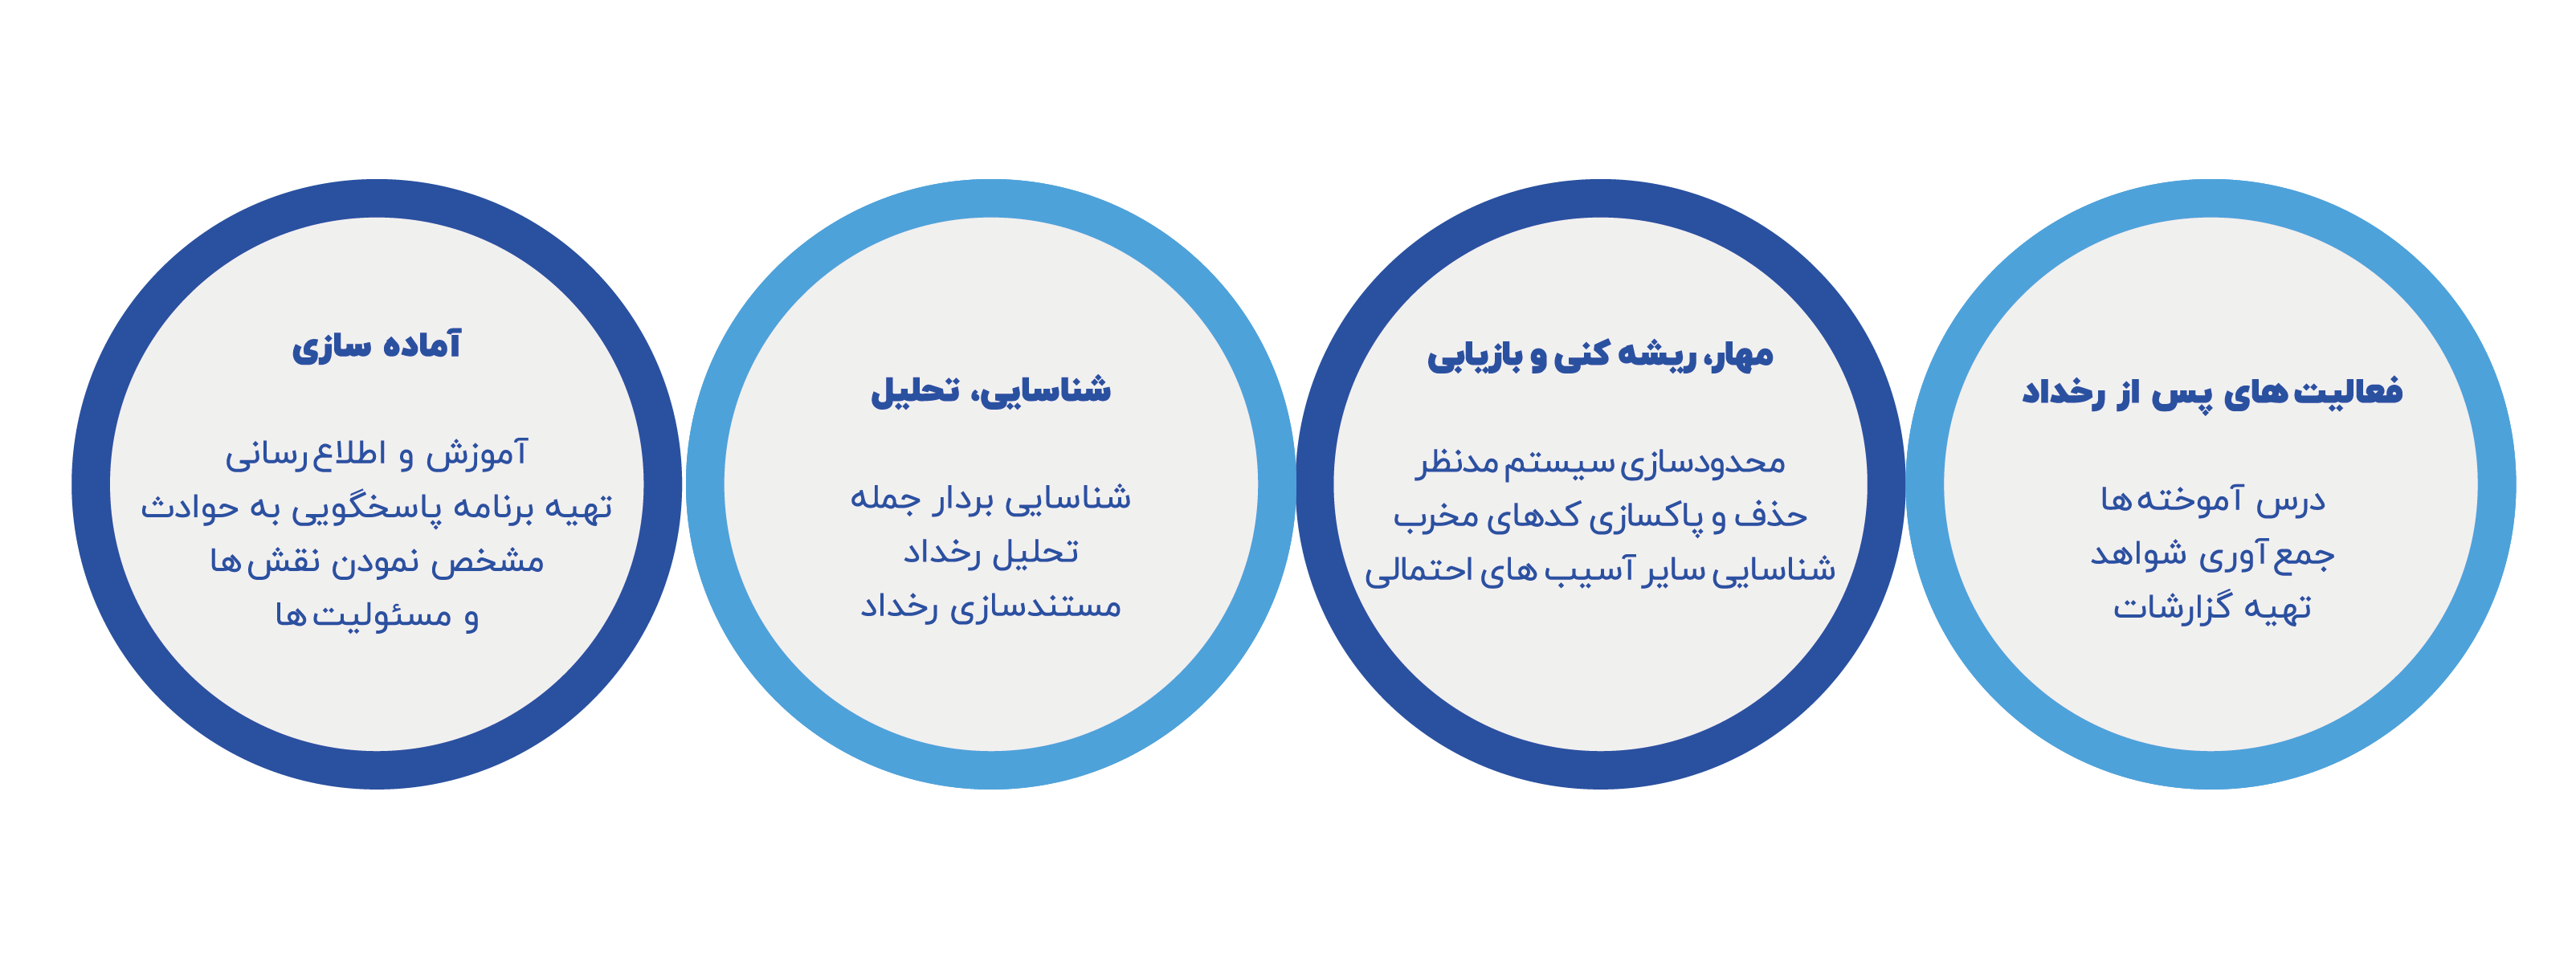 آماده سازی
آموزش و اطلاع‌رسانی
تهیه برنامه پاسخگویی به حوادث
مشخص نمودن نقش‌ها
و مسئولیت‌ها
شناسایی، تحلیل
شناسایی بردار جمله
تحلیل رخداد
مستندسازی رخداد
مهار، ریشه کنی و بازیابی
محدودسازی سیستم مدنظر
حذف و پاکسازی کدهای مخرب
شناسایی سایر آسیب های احتمالی
فعالیت‌های پس از رخداد
درس آموخته‌ها
جمع‌آوری شواهد
تهیه گزارشات